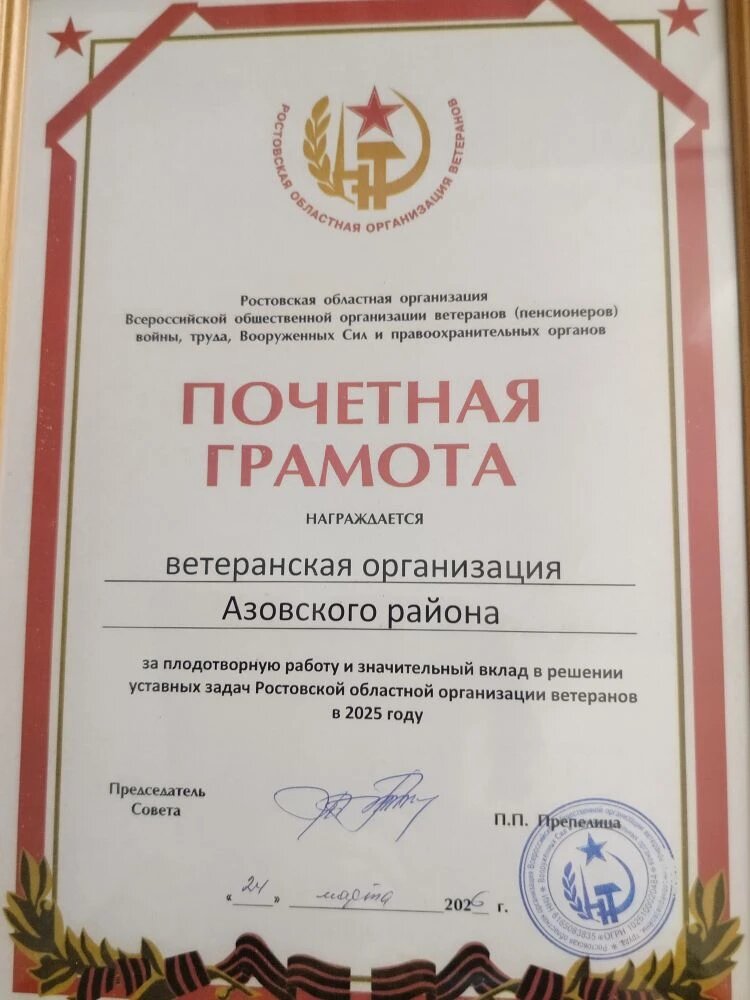 РОСТОВСКАЯ ОБЛАСТНАЯ ОРГАНИЗАЦИЯ ВЕТЕРАНОВ
Ростовская областная организация
Всероссийской общественной организации ветеранов (пенсионеров)
войны, труда, Вооруженных Сил и правоохранительных органов
ПОЧЕТНАЯ
ГРАМОТА
НАГРАЖДАЕТСЯ
ветеранская организация
Азовского района
за плодотворную работу и значительный вклад в решении
уставных задач Ростовской областной организации ветеранов
в 2025 году
Председатель
Совета
П.П. Препелица
« 24 » марта 2026 г.